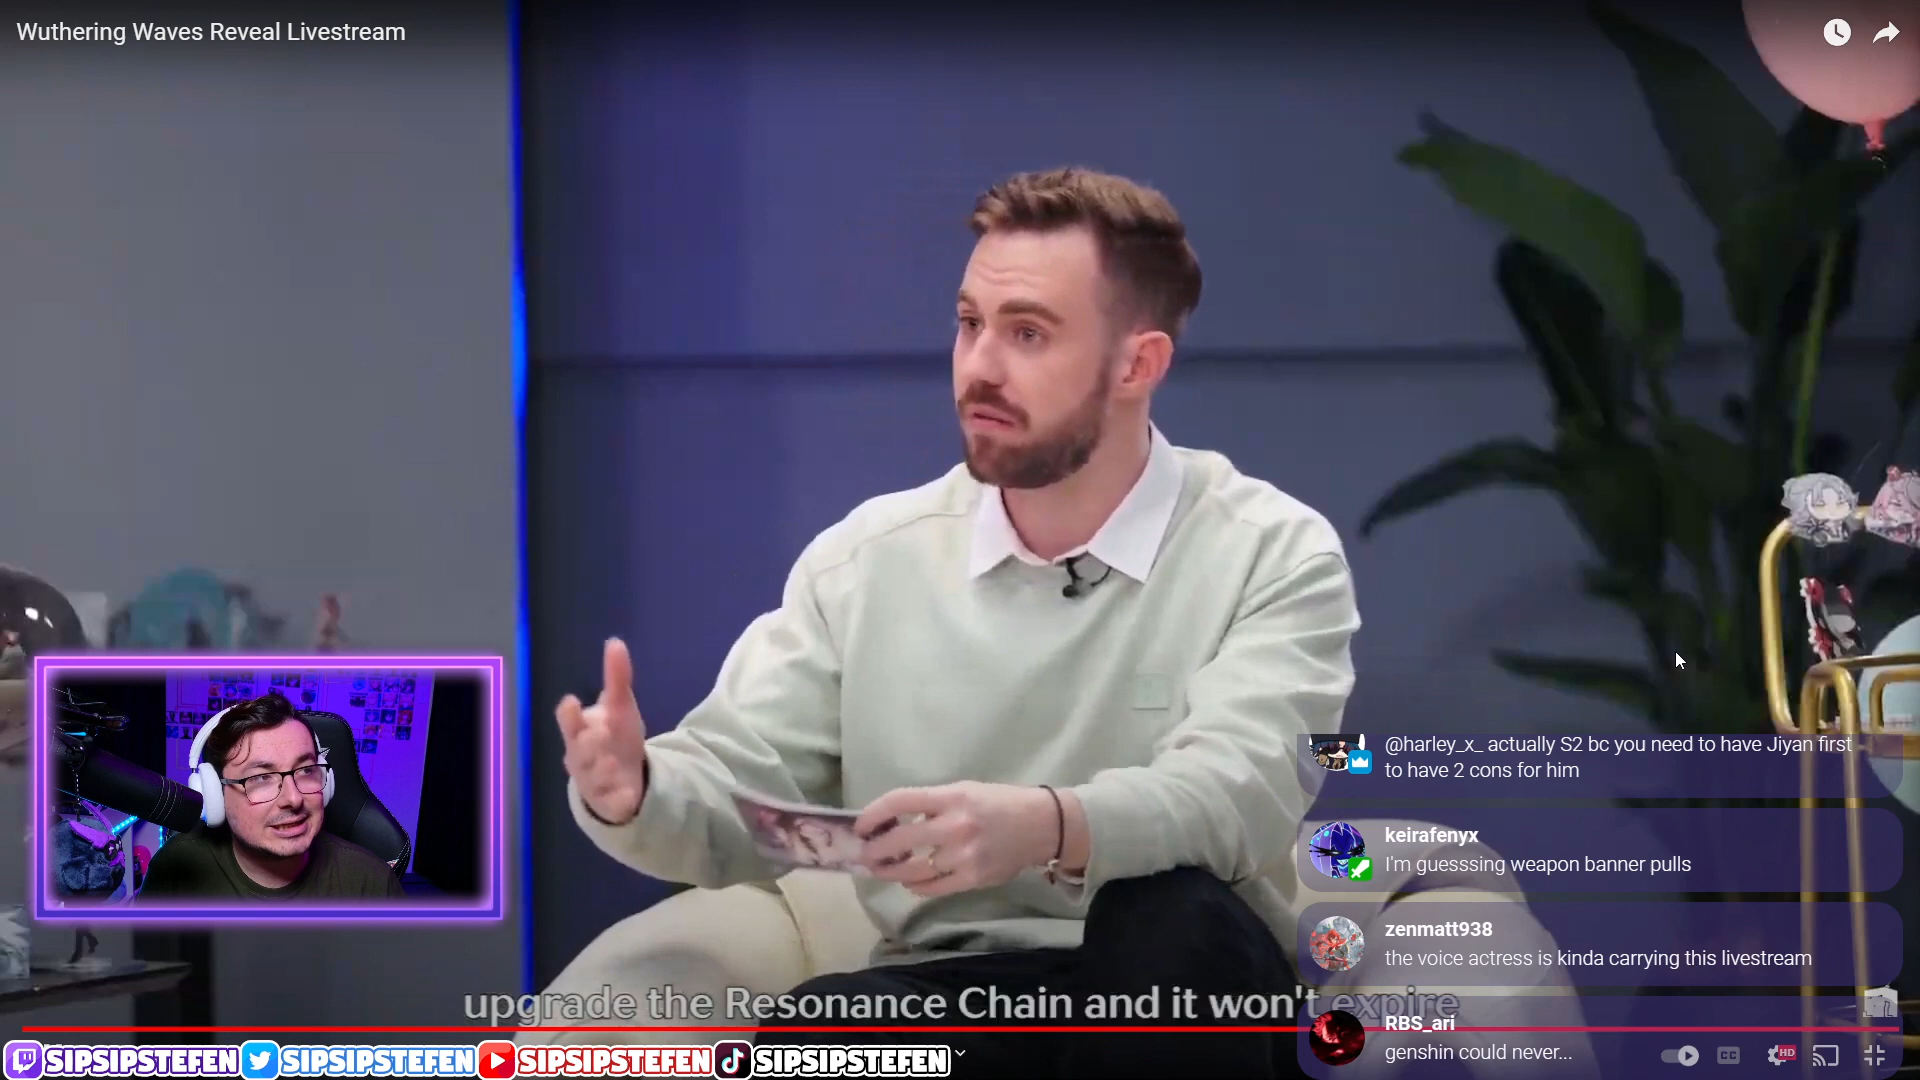 Wuthering Waves Reveal Livestream
@harley_x_ actually S2 bc you need to have Jiyan first
to have 2 cons for him
keirafenyx
I'm guesssing weapon banner pulls
zenmatt938
the voice actress is kinda carrying this livestream
upgrade the Resonance Chain and it won't expire
RBS_ari
genshin could never...
SIPSIPSTEFEN SIPSIPSTEFEN SIPSIPSTEFEN SIPSIPSTEFEN
CC HD